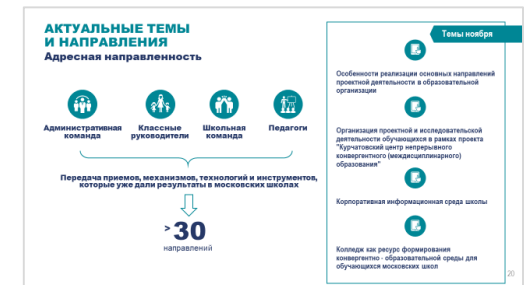 АКТУАЛЬНЫЕ ТЕМЫ
И НАПРАВЛЕНИЯ
Адресная направленность
Административная
команда
Классные
руководители
Школьная
команда
Педагоги
Передача приемов, механизмов, технологий и инструментов,
которые уже дали результаты в московских школах
> 30
направлений
Темы ноября
Особенности реализации основных направлений
проектной деятельности в образовательной
организации
Организация проектной и исследовательской
деятельности обучающихся в рамках проекта
"Курчатовский центр непрерывного
конвергентного (междисциплинарного)
образования"
Корпоративная информационная среда школы
Колледж как ресурс формирования
конвергентно - образовательной среды для
обучающихся московских школ
20